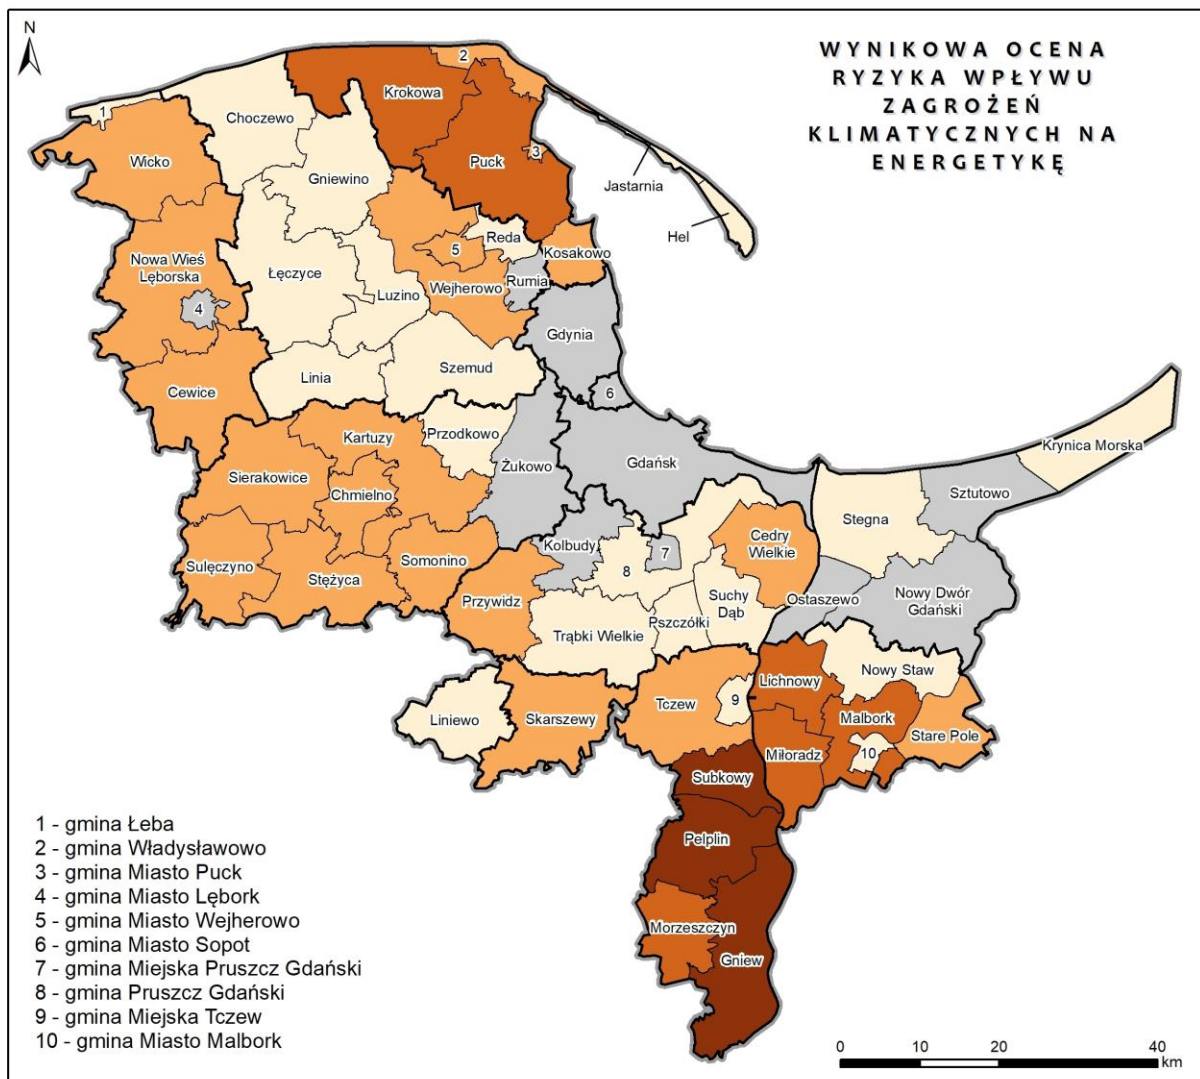 N
WYNIKOWA OCENA
RYZYKA WPŁYWU
ZAGROŻEŃ
KLIMATYCZNYCH NA
ENERGETYKĘ
2
1
Krokowa
Choczewo
Wicko
3
Puck
Gniewino
Jastarnia
Hel
Reda
5
Kosakowo
Nowa Wieś
Lęborska
Łęczyce
Rumia
Luzino
Wejherowo
4
Gdynia
Szemud
Linia
Cewice
6
Kartuzy
Przodkowo
Krynica Morska
Gdańsk
Żukowo
Sierakowice
Chmielno
Sztutowo
Stegna
Cedry
Wielkie
Kolbudy
7
Somonino
Sulęczyno
8
Stężyca
Nowy Dwór
Gdański
Suchy
Dąb
Ostaszewo
Przywidz
Pszczółki
Trąbki Wielkie
Nowy Staw
Lichnowy
9
Tczew
Liniewo
Skarszewy
Malbork
Stare Pole
10
Miłoradz
Subkowy
Pelplin
Morzeszczyn
Gniew
1 - gmina Łeba
2 - gmina Władysławowo
3 - gmina Miasto Puck
4 - gmina Miasto Lębork
5 - gmina Miasto Wejherowo
6 - gmina Miasto Sopot
7 - gmina Miejska Pruszcz Gdański
8 - gmina Pruszcz Gdański
9 - gmina Miejska Tczew
10 - gmina Miasto Malbork
0 10 20 40
km